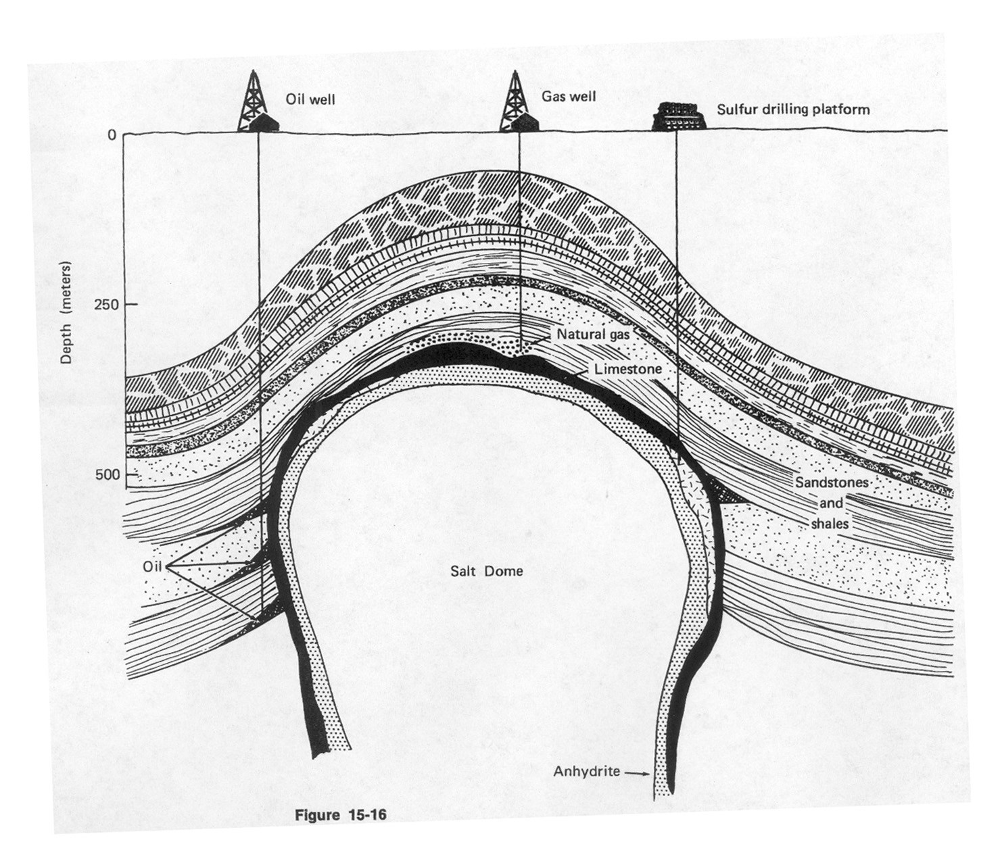 Oil well
Gas well
Sulfur drilling platform
0
250
500
Depth (meters)
Natural gas
Limestone
Sandstones
and
shales
Oil
Salt Dome
Anhydrite
Figure 15-16